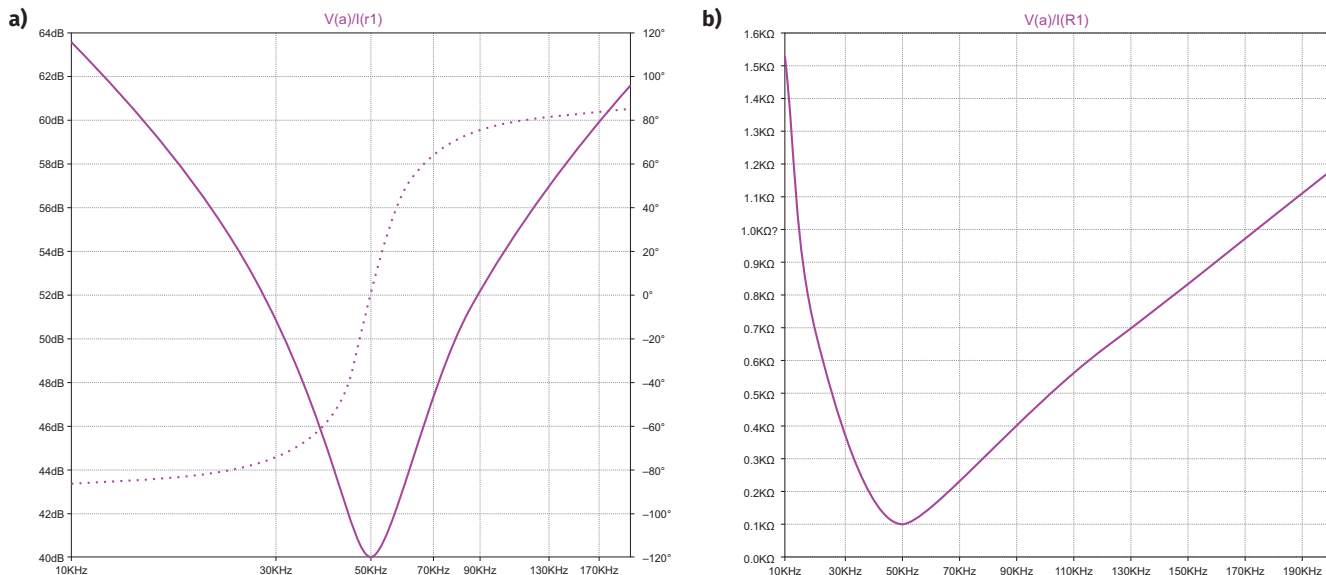 a)
V(a)/I(r1)
64dB
62dB
60dB
58dB
56dB
54dB
52dB
50dB
48dB
46dB
44dB
42dB
40dB
120°
100°
80°
60°
40°
20°
0°
–20°
–40°
–60°
–80°
–100°
–120°
10KHz 30KHz 50KHz 70KHz 90KHz 130KHz 170KHz
b)
V(a)/I(R1)
1.6KΩ
1.5KΩ
1.4KΩ
1.3KΩ
1.2KΩ
1.1KΩ
1.0KΩ?
0.9KΩ
0.8KΩ
0.7KΩ
0.6KΩ
0.5KΩ
0.4KΩ
0.3KΩ
0.2KΩ
0.1KΩ
0.0KΩ
10KHz 30KHz 50KHz 70KHz 90KHz 110KHz 130KHz 150KHz 170KHz 190KHz